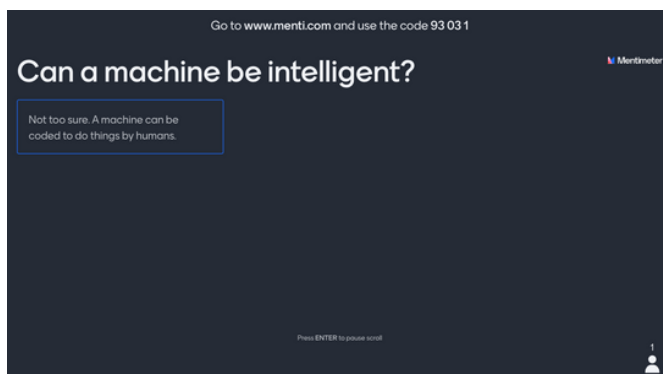 Go to www.menti.com and use the code 93 03 1
Can a machine be intelligent?
Mentimeter
Not too sure. A machine can be
coded to do things by humans.
Press ENTER to pause scroll
1